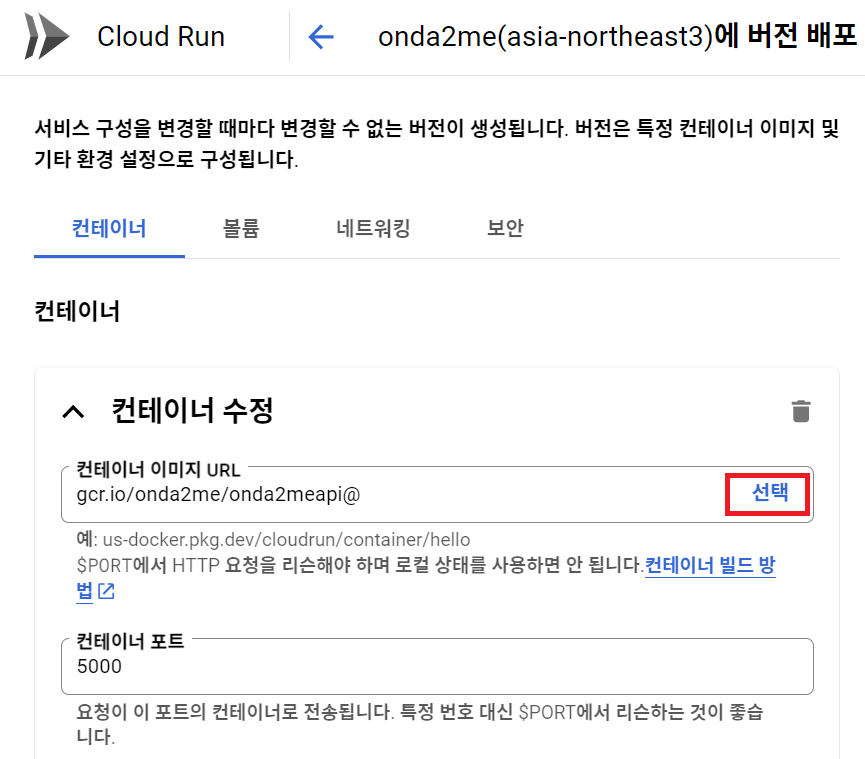 Cloud Run
onda2me(asia-northeast3)에 버전 배포
서비스 구성을 변경할 때마다 변경할 수 없는 버전이 생성됩니다. 버전은 특정 컨테이너 이미지 및
기타 환경 설정으로 구성됩니다.
컨테이너 볼륨 네트워킹 보안
컨테이너
컨테이너 수정
컨테이너 이미지 URL
gcr.io/onda2me/onda2meapi@ 선택
예: us-docker.pkg.dev/cloudrun/container/hello
$PORT에서 HTTP 요청을 리슨해야 하며 로컬 상태를 사용하면 안 됩니다.컨테이너 빌드 방
법
컨테이너 포트
5000
요청이 이 포트의 컨테이너로 전송됩니다. 특정 번호 대신 $PORT에서 리슨하는 것이 좋습
니다.